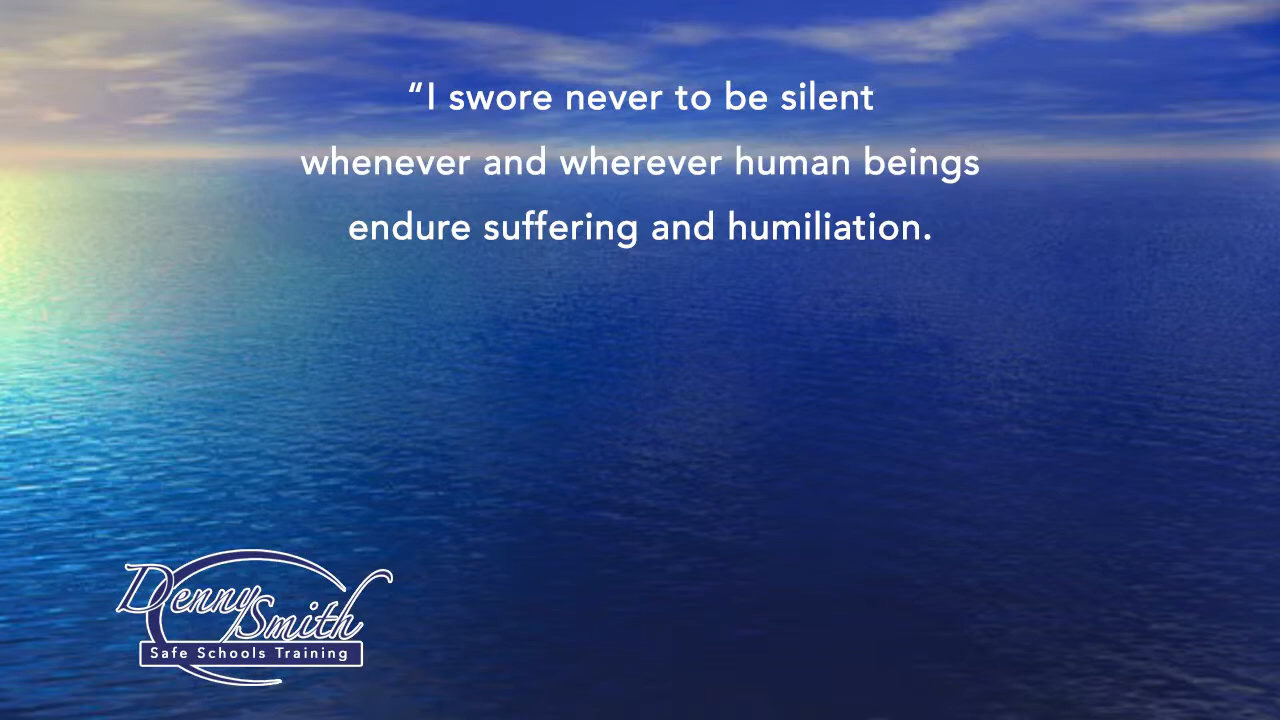 “I swore never to be silent
whenever and wherever human beings
endure suffering and humiliation.
Denny Smith
Safe Schools Training